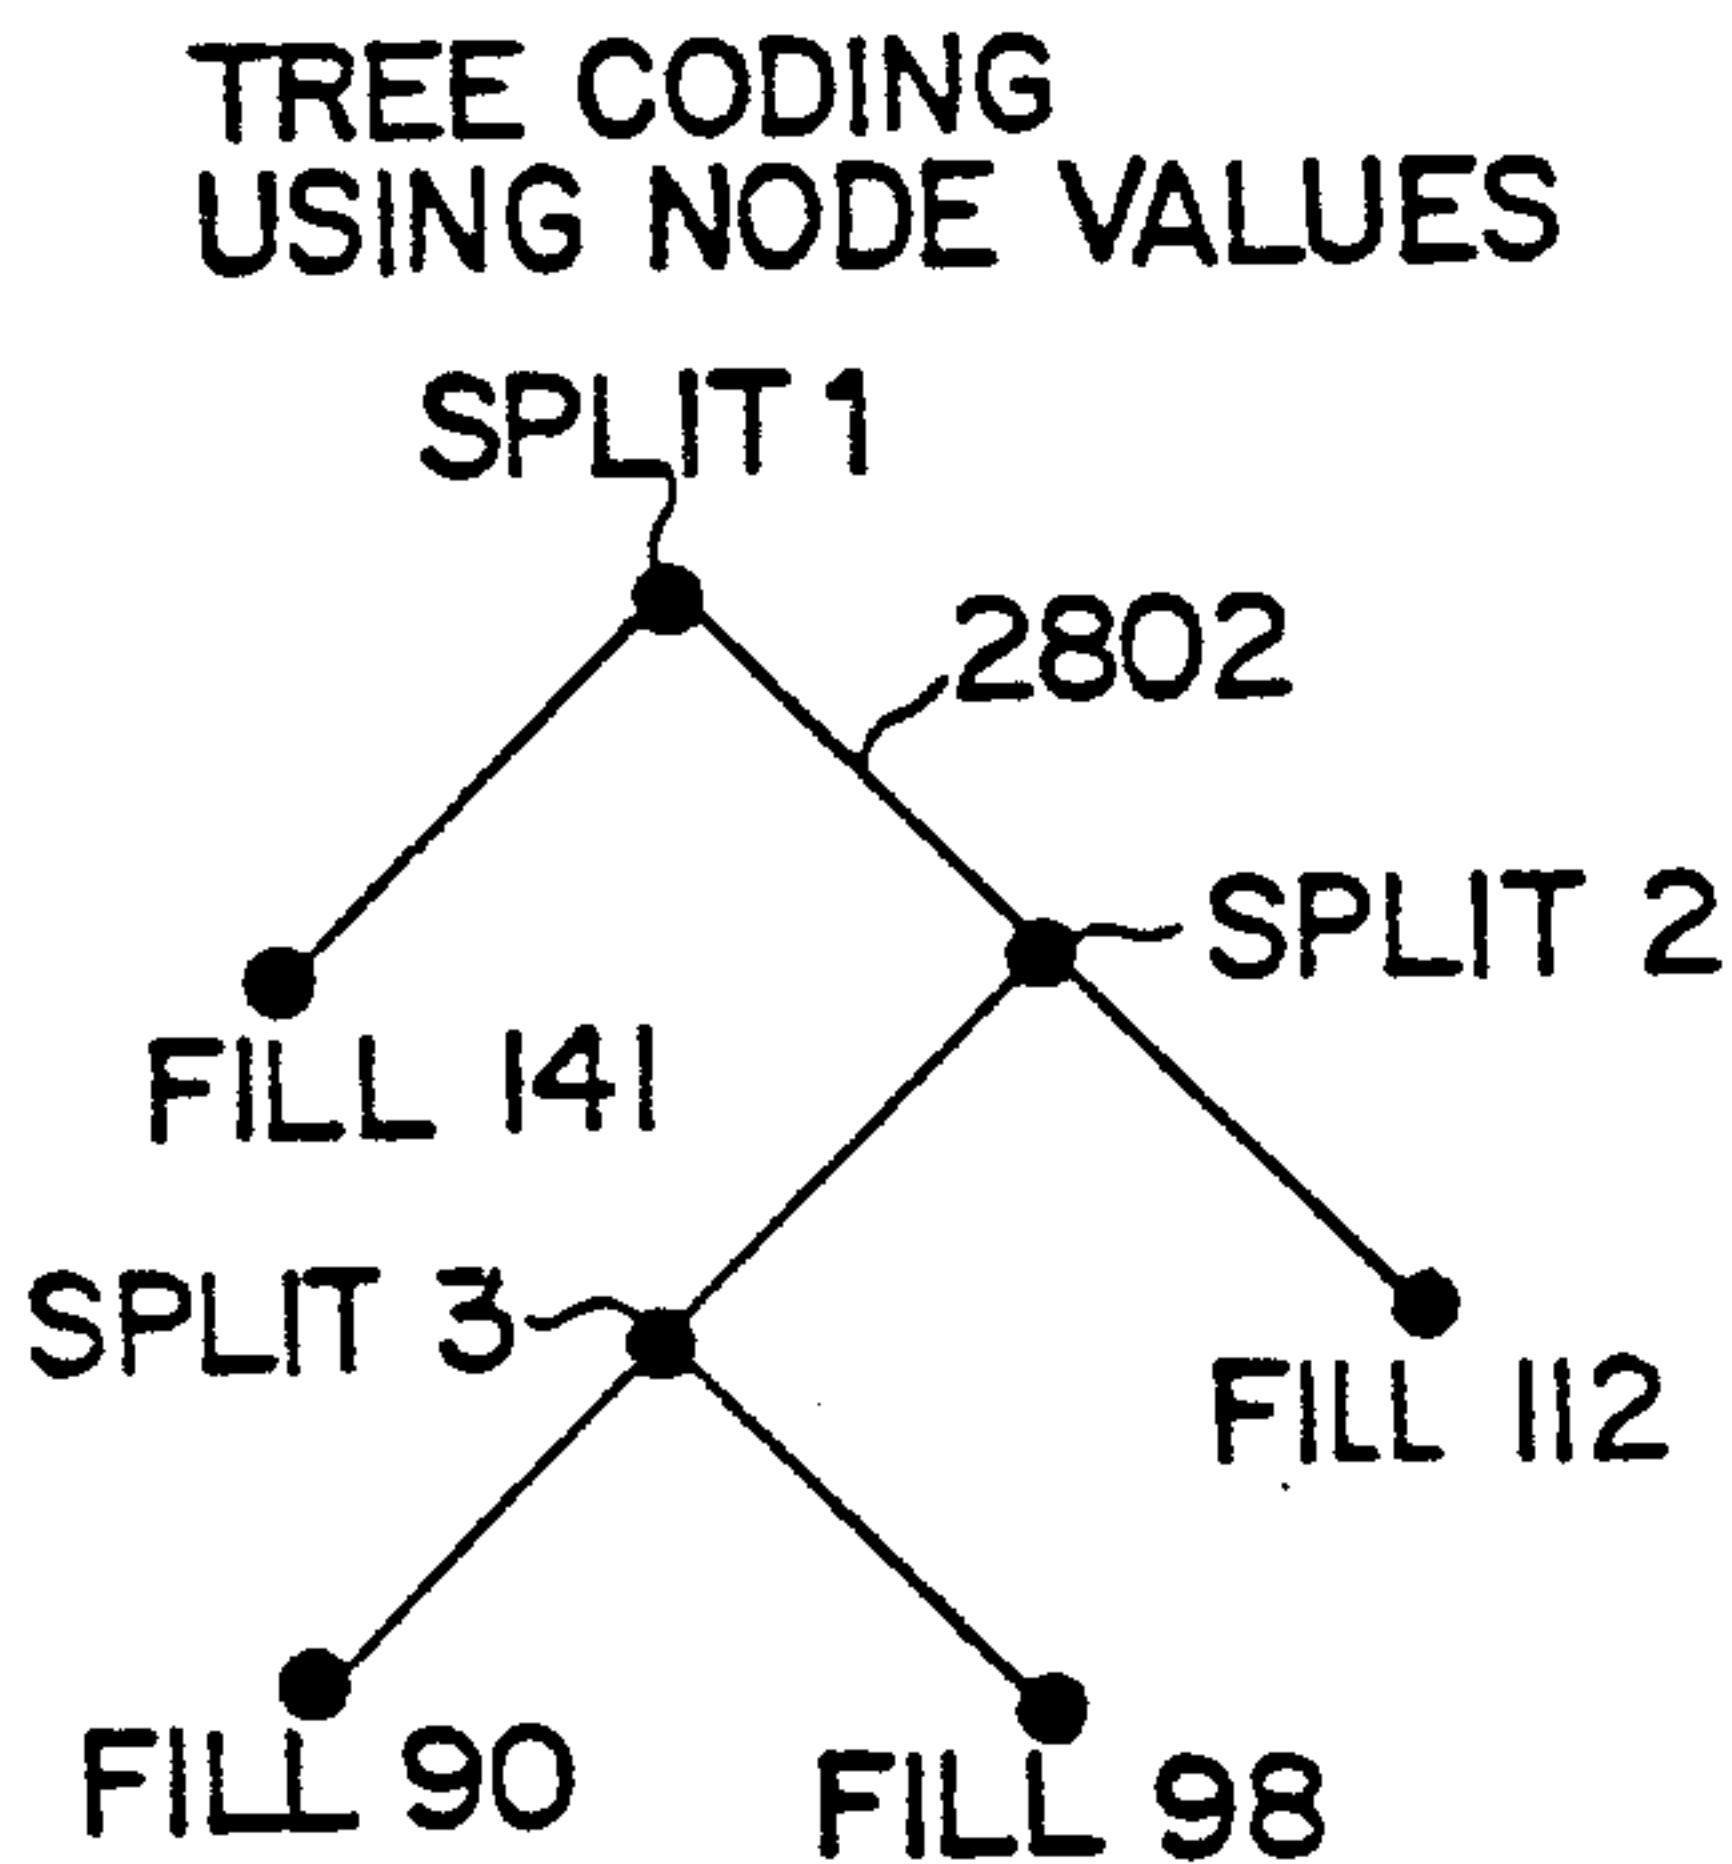 TREE CODING
USING NODE VALUES
SPLIT 1
2802
SPLIT 2
FILL 141
SPLIT 3
FILL 112
FILL 90
FILL 98